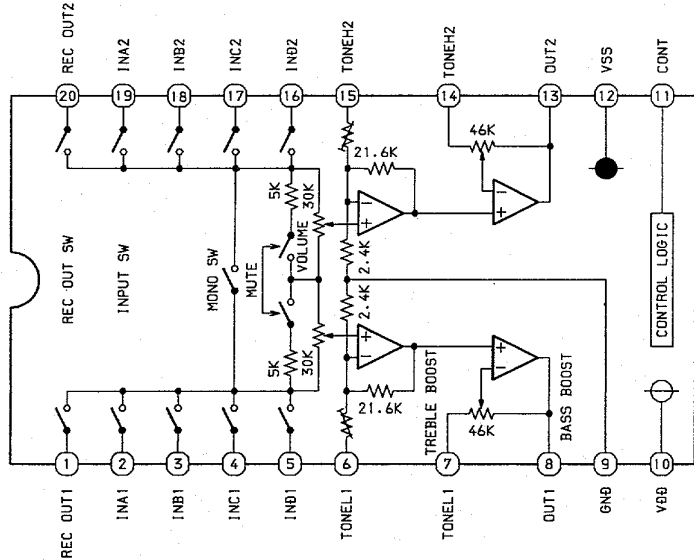 REC OUT2
INA2
INB2
INC2
IND2
TONEH2
TONEH2
OUT2
VSS
CONT
20
19
18
17
16
15
14
13
12
11
46K
21.6K
5K
30K
REC OUT SW
INPUT SW
MONO SW
MUTE
VOLUME
2.4K
2.4K
CONTROL LOGIC
5K
30K
21.6K
TREBLE BOOST
46K
BASS BOOST
1
2
3
4
5
6
7
8
9
10
REC OUT1
INA1
INB1
INC1
IND1
TONEL1
TONEL1
OUT1
GND
VDD